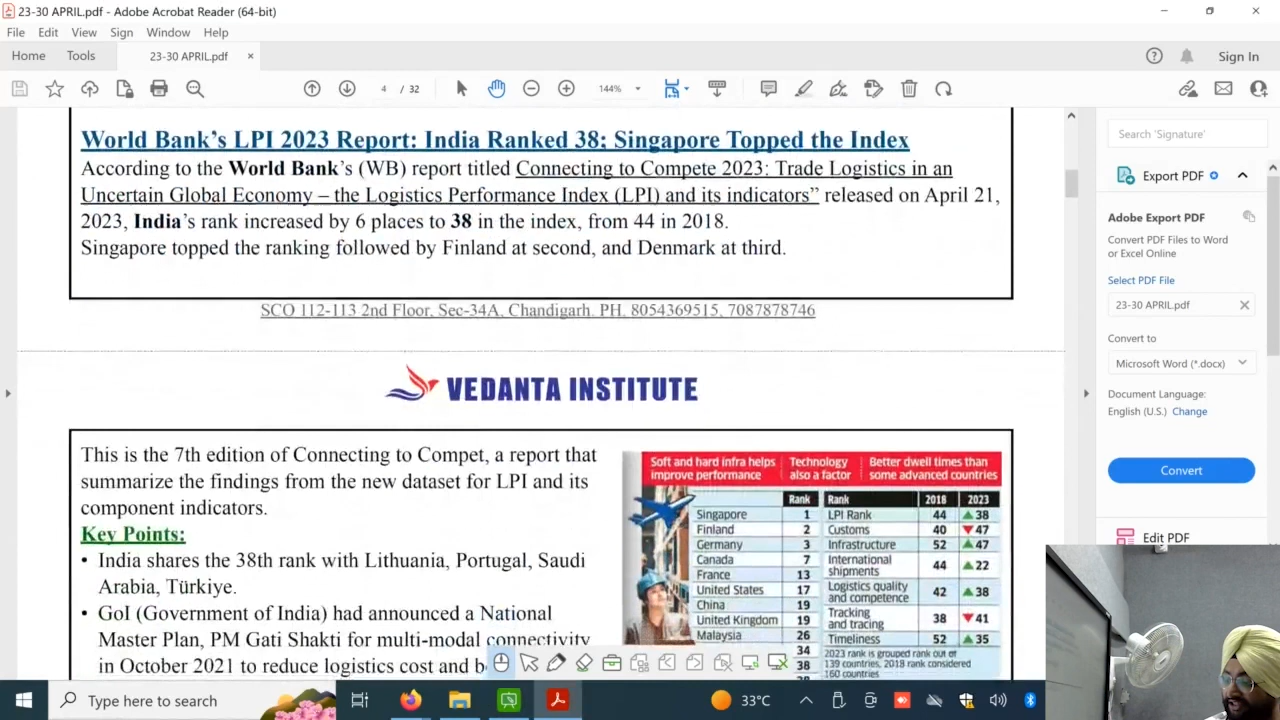 23-30 APRIL.pdf - Adobe Acrobat Reader (64-bit)
File Edit View Sign Window Help
Home Tools 23-30 APRIL.pdf × Sign In
4 / 32 144%
World Bank's LPI 2023 Report: India Ranked 38; Singapore Topped the Index
According to the World Bank's (WB) report titled Connecting to Compete 2023: Trade Logistics in an
Uncertain Global Economy – the Logistics Performance Index (LPI) and its indicators” released on April 21,
2023, India's rank increased by 6 places to 38 in the index, from 44 in 2018.
Singapore topped the ranking followed by Finland at second, and Denmark at third.
SCO 112-113 2nd Floor, Sec-34A, Chandigarh. PH. 8054369515, 7087878746
VEDANTA INSTITUTE
This is the 7th edition of Connecting to Compet, a report that
summarize the findings from the new dataset for LPI and its
component indicators.
Key Points:
• India shares the 38th rank with Lithuania, Portugal, Saudi
Arabia, Türkiye.
• GoI (Government of India) had announced a National
Master Plan, PM Gati Shakti for multi-modal connectivity
in October 2021 to reduce logistics cost and b
Soft and hard infra helps
improve performance
Technology
also a factor
Better dwell times than
some advanced countries
Rank
Singapore 1
Finland 2
Germany 3
Canada 7
France 13
United States 17
China 19
United Kingdom 19
Malaysia 26
34
38
Rank 2018 2023
LPI Rank 44 ▲38
Customs 40 ▼47
Infrastructure 52 ▲47
International
shipments 44 ▲22
Logistics quality
and competence 42 ▲38
Tracking
and tracing 38 ▼41
Timeliness 52 ▲35
2023 rank is grouped rank out of
139 countries, 2018 rank considered
160 countries
Search 'Signature'
Export PDF
Adobe Export PDF
Convert PDF Files to Word
or Excel Online
Select PDF File
23-30 APRIL.pdf
Convert to
Microsoft Word (*.docx)
Document Language:
English (U.S.) Change
Convert
Edit PDF
Type here to search
33°C